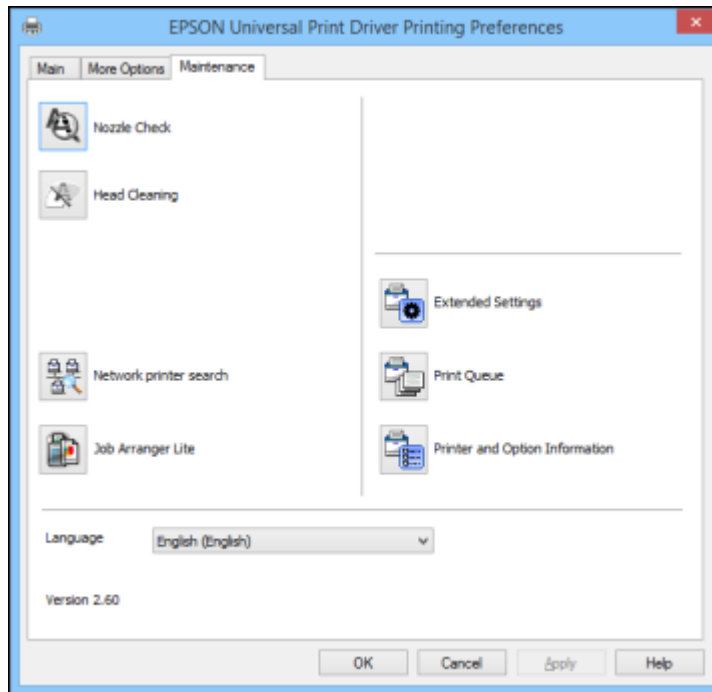 EPSON Universal Print Driver Printing Preferences
Main More Options Maintenance
Nozzle Check
Head Cleaning
Extended Settings
Network printer search
Print Queue
Job Arranger Lite
Printer and Option Information
Language English (English)
Version 2.60
OK Cancel Apply Help